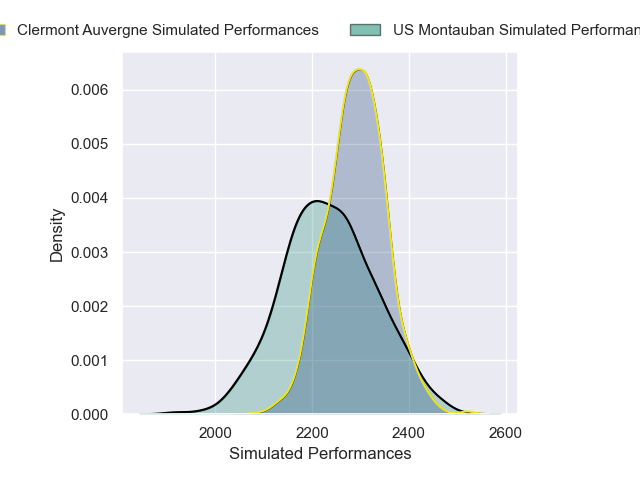 Clermont Auvergne Simulated Performances
US Montauban Simulated
0.006
0.005
0.004
0.003
0.002
0.001
0.000
Density
2000 2200 2400 2600
Simulated Performances